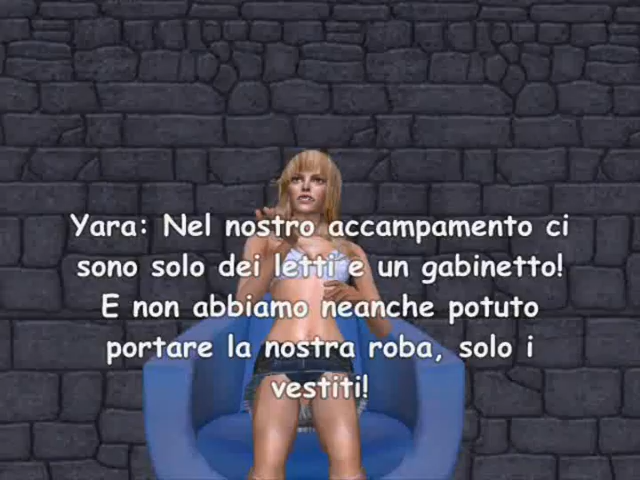 Yara: Nel nostro accampamento ci
sono solo dei letti e un gabinetto!
E non abbiamo neanche potuto
portare la nostra roba, solo i
vestiti!